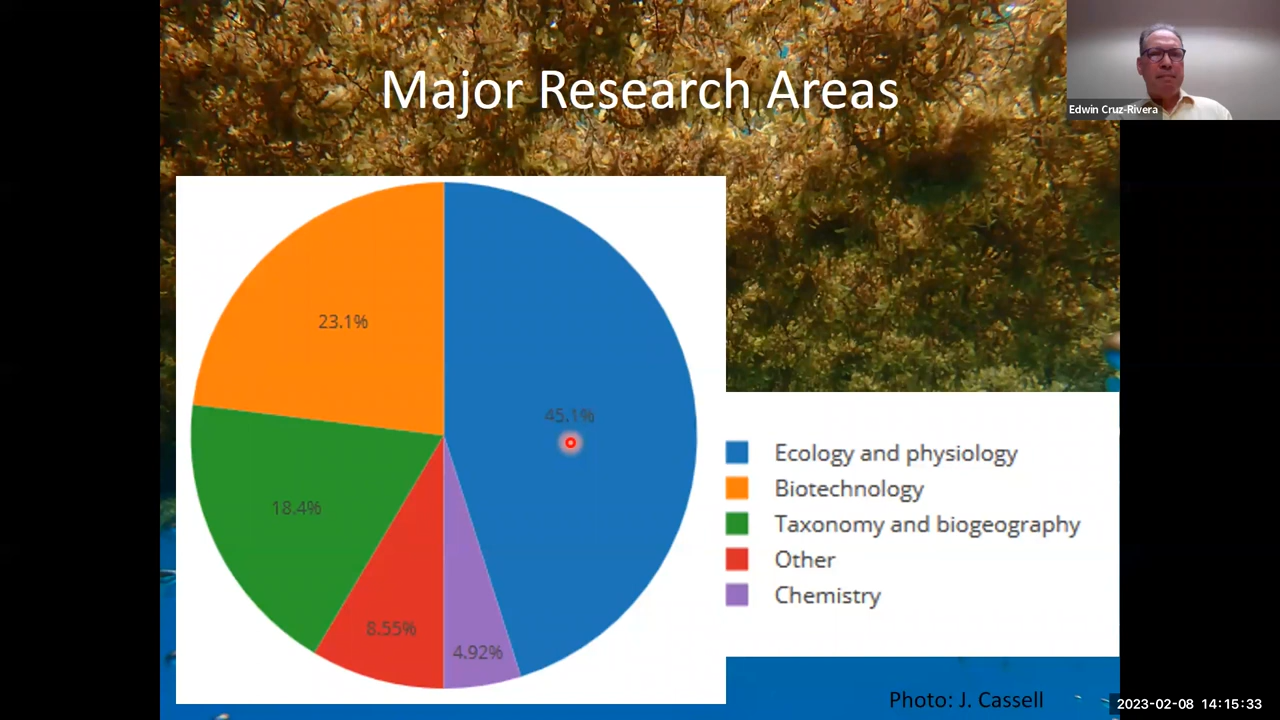 Major Research Areas
Edwin Cruz-Rivera
23.1%
45.1%
18.4%
8.55%
4.92%
Ecology and physiology
Biotechnology
Taxonomy and biogeography
Other
Chemistry
Photo: J. Cassell
2023-02-08 14:15:33